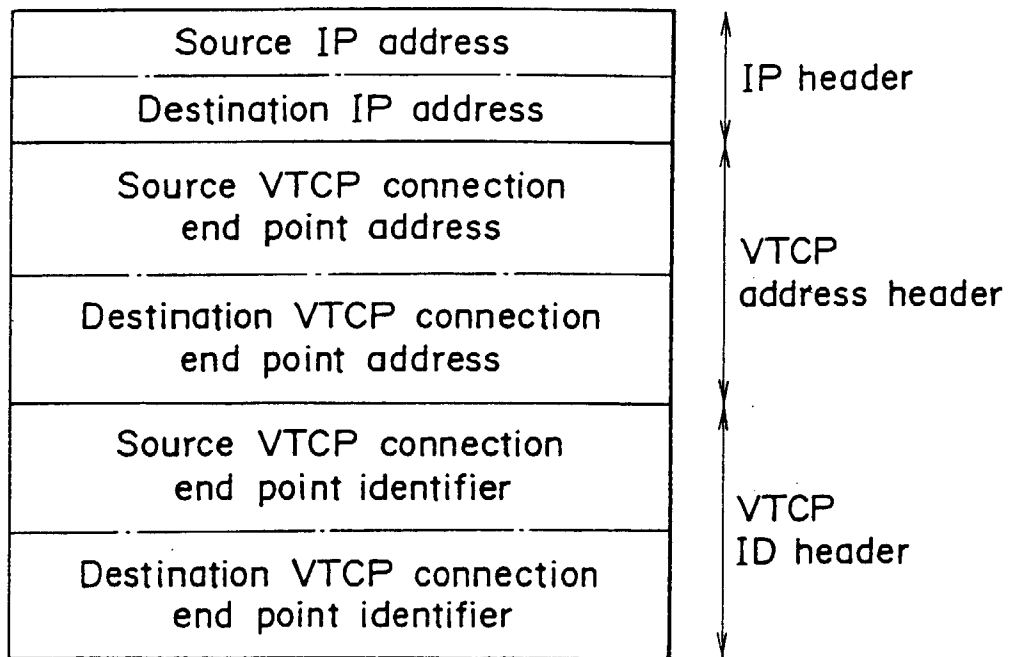 Source IP address
Destination IP address
Source VTCP connection
end point address
Destination VTCP connection
end point address
Source VTCP connection
end point identifier
Destination VTCP connection
end point identifier
IP header
VTCP
address header
VTCP
ID header